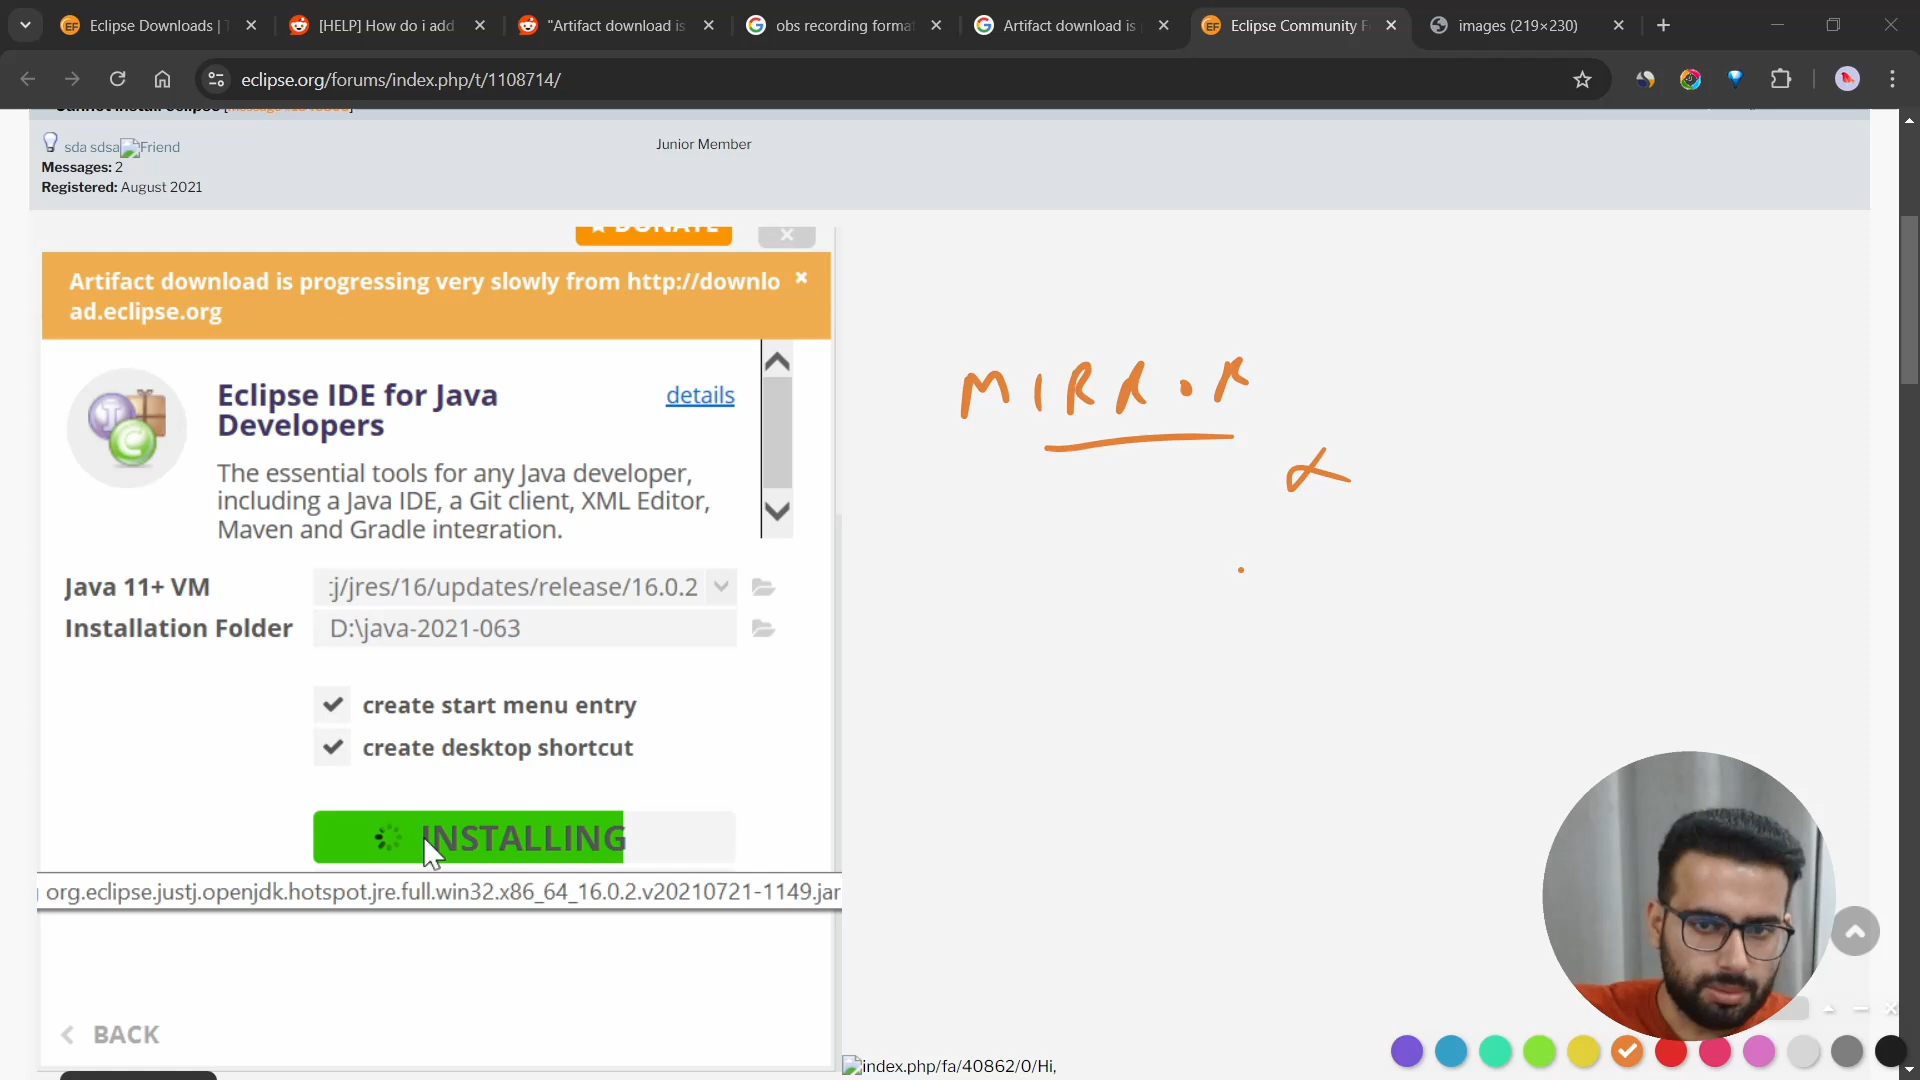 Eclipse Downloads |
[HELP] How do i add
"Artifact download is
obs recording format
Artifact download is
Eclipse Community F
images (219×230)
eclipse.org/forums/index.php/t/1108714/
sda sdsa Friend
Junior Member
Messages: 2
Registered: August 2021
DONATE
Artifact download is progressing very slowly from http://downlo
ad.eclipse.org
Eclipse IDE for Java
Developers
details
The essential tools for any Java developer,
including a Java IDE, a Git client, XML Editor,
Maven and Gradle integration.
MIRROR
Java 11+ VM
:j/jres/16/updates/release/16.0.2
Installation Folder
D:\java-2021-063
create start menu entry
create desktop shortcut
INSTALLING
org.eclipse.justj.openjdk.hotspot.jre.full.win32.x86_64_16.0.2.v20210721-1149.jar
BACK
index.php/fa/40862/0/Hi,